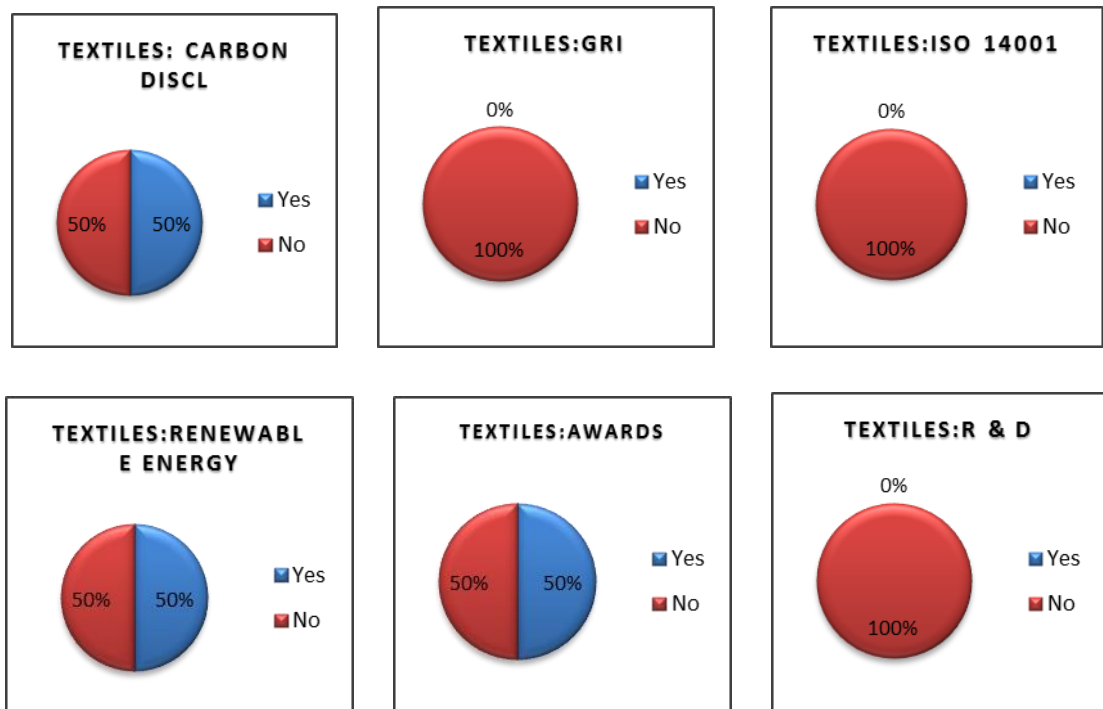 TEXTILES: CARBON
DISCL
50%
50%
Yes
No
TEXTILES:GRI
0%
100%
Yes
No
TEXTILES:ISO 14001
0%
100%
Yes
No
TEXTILES:RENEWABL
E ENERGY
50%
50%
Yes
No
TEXTILES:AWARDS
50%
50%
Yes
No
TEXTILES:R & D
0%
100%
Yes
No